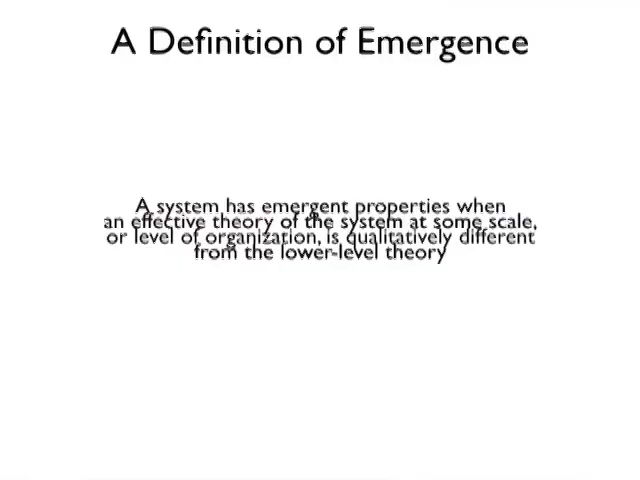 A Definition of Emergence
A system has emergent properties when
an effective theory of the system at some scale,
or level of organization, is qualitatively different
from the lower-level theory